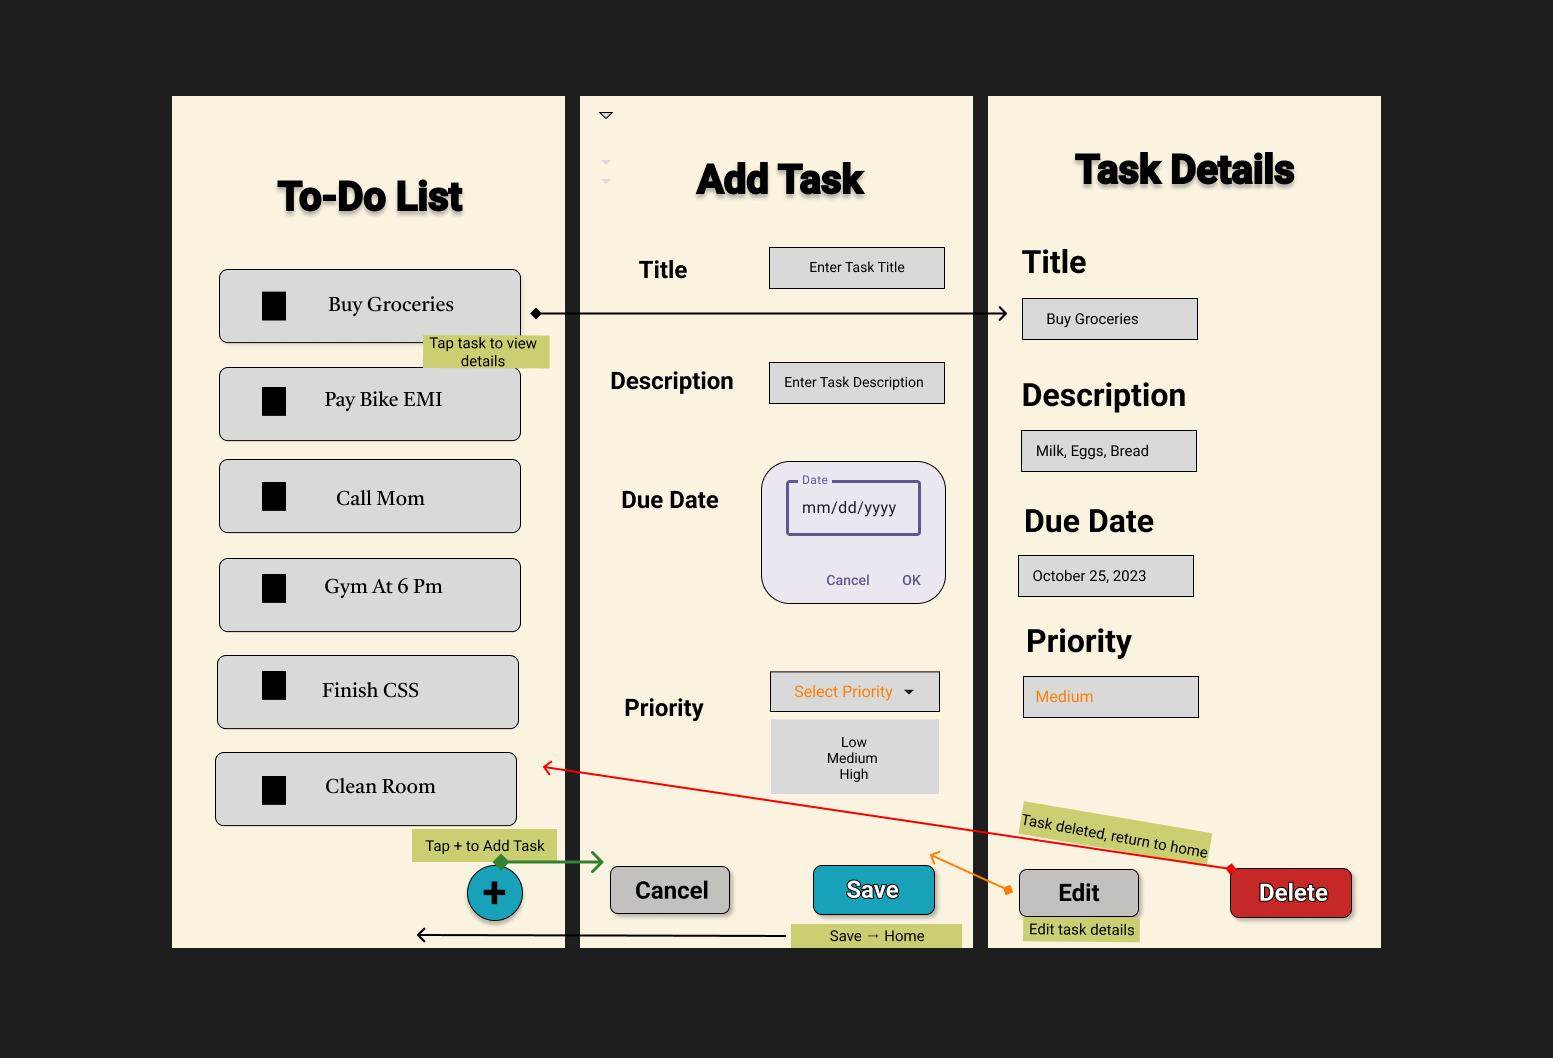 To-Do List
Buy Groceries
Tap task to view
details
Pay Bike EMI
Call Mom
Gym At 6 Pm
Finish CSS
Clean Room
Tap + to Add Task
+
Add Task
Title
Enter Task Title
Description
Enter Task Description
Due Date
Date
mm/dd/yyyy
Cancel
OK
Priority
Select Priority
Low
Medium
High
Cancel
Save
Save → Home
Task Details
Title
Buy Groceries
Description
Milk, Eggs, Bread
Due Date
October 25, 2023
Priority
Medium
Task deleted, return to home
Edit
Delete
Edit task details